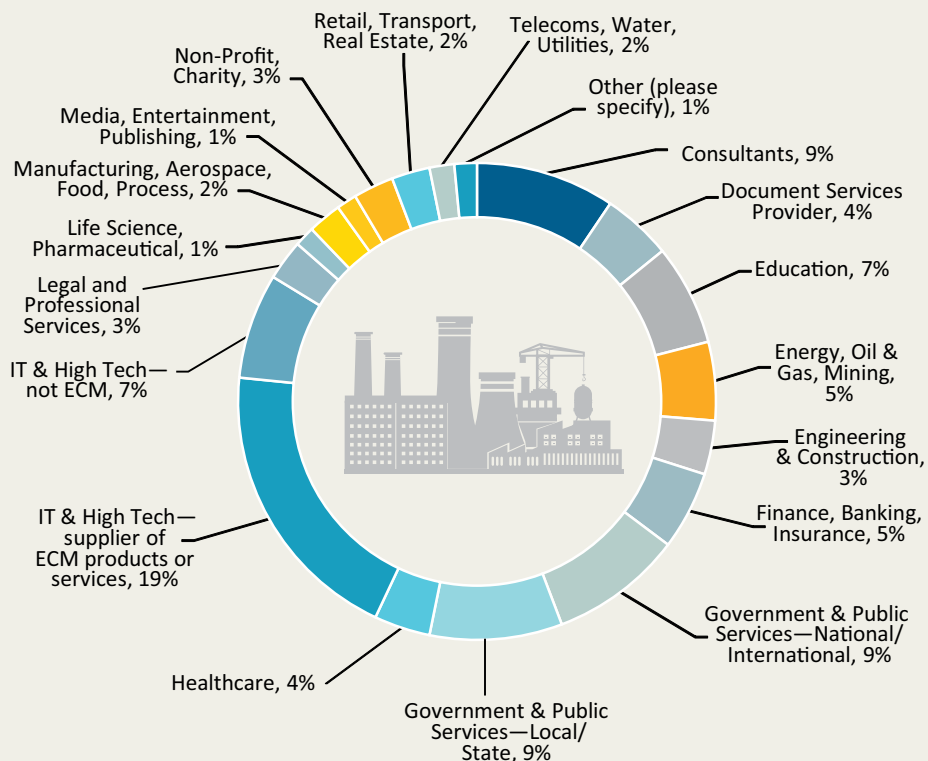 Retail, Transport,
Real Estate, 2%
Telecoms, Water,
Utilities, 2%
Non-Profit,
Charity, 3%
Other (please
specify), 1%
Media, Entertainment,
Publishing, 1%
Consultants, 9%
Manufacturing, Aerospace,
Food, Process, 2%
Document Services
Provider, 4%
Life Science,
Pharmaceutical, 1%
Education, 7%
Legal and
Professional
Services, 3%
Energy, Oil &
Gas, Mining,
5%
IT & High Tech—
not ECM, 7%
Engineering
& Construction,
3%
IT & High Tech—
supplier of
ECM products or
services, 19%
Finance, Banking,
Insurance, 5%
Government & Public
Services—National/
International, 9%
Healthcare, 4%
Government & Public
Services—Local/
State, 9%